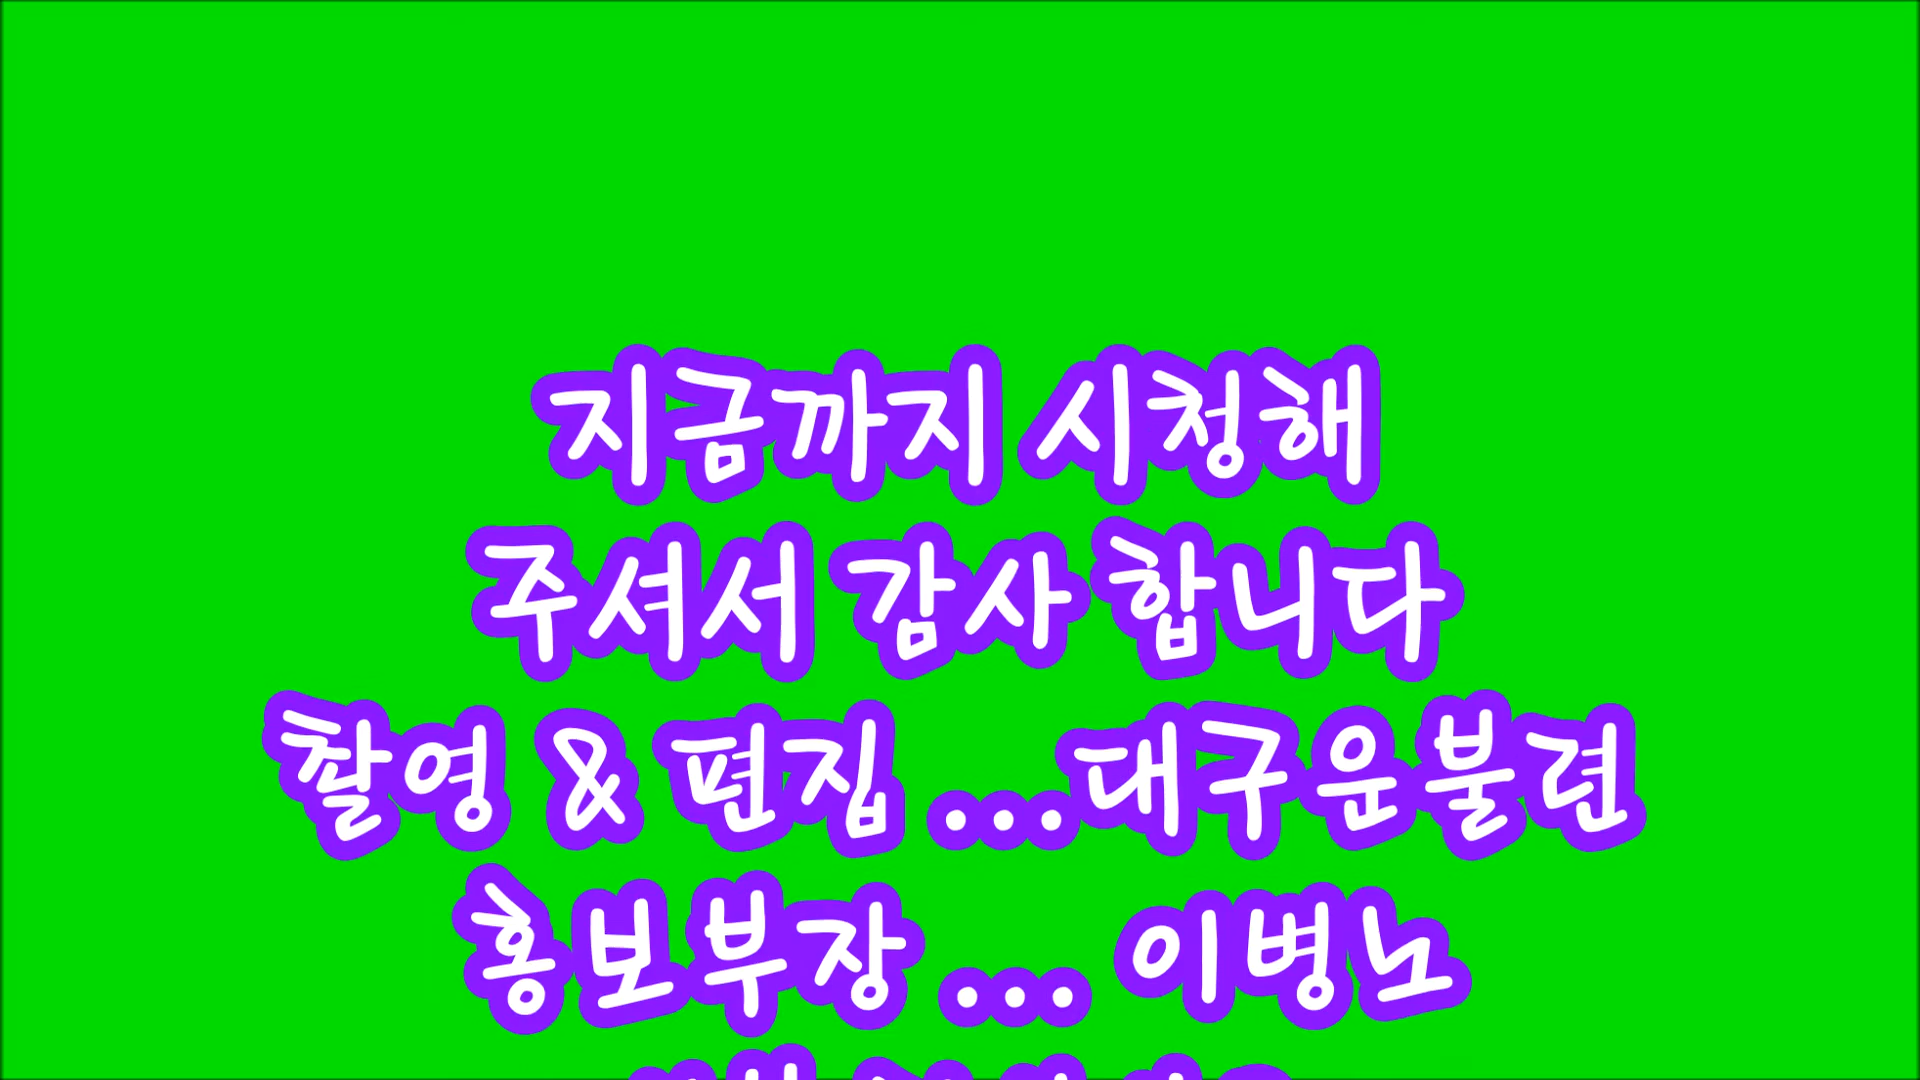 지금까지 시청해
주셔서 감사 합니다
촬영 & 편집 ...대구운불련
홍보부장 ... 이병노